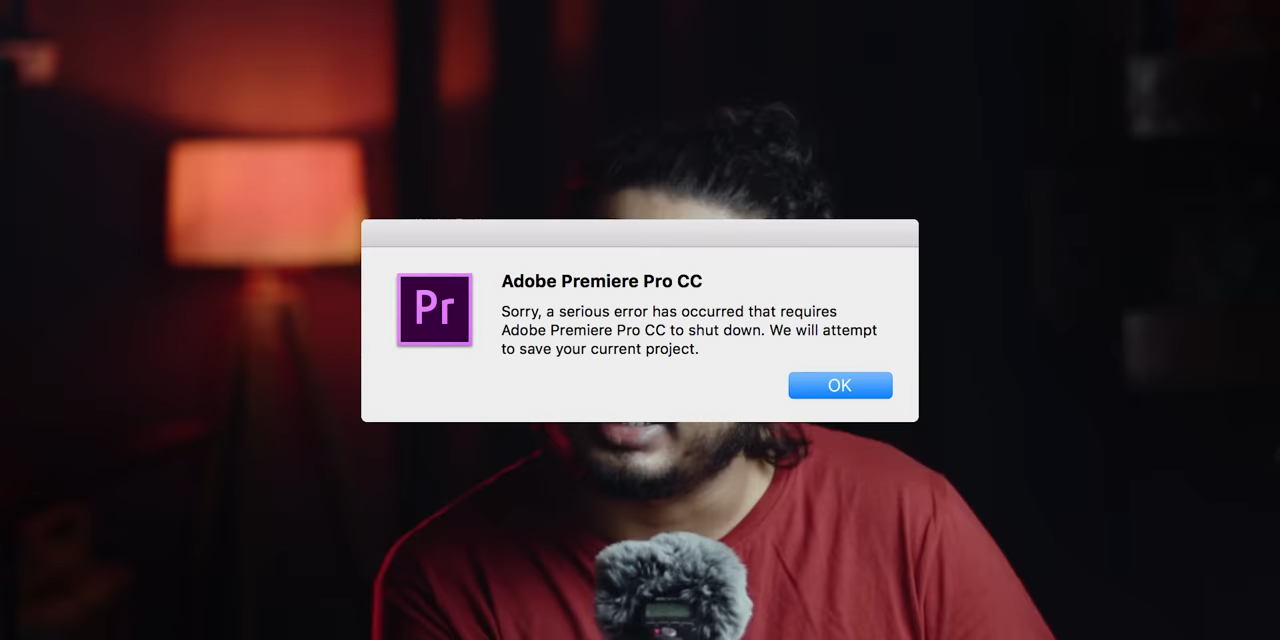 Adobe Premiere Pro CC
Pr
Sorry, a serious error has occurred that requires
Adobe Premiere Pro CC to shut down. We will attempt
to save your current project.
OK